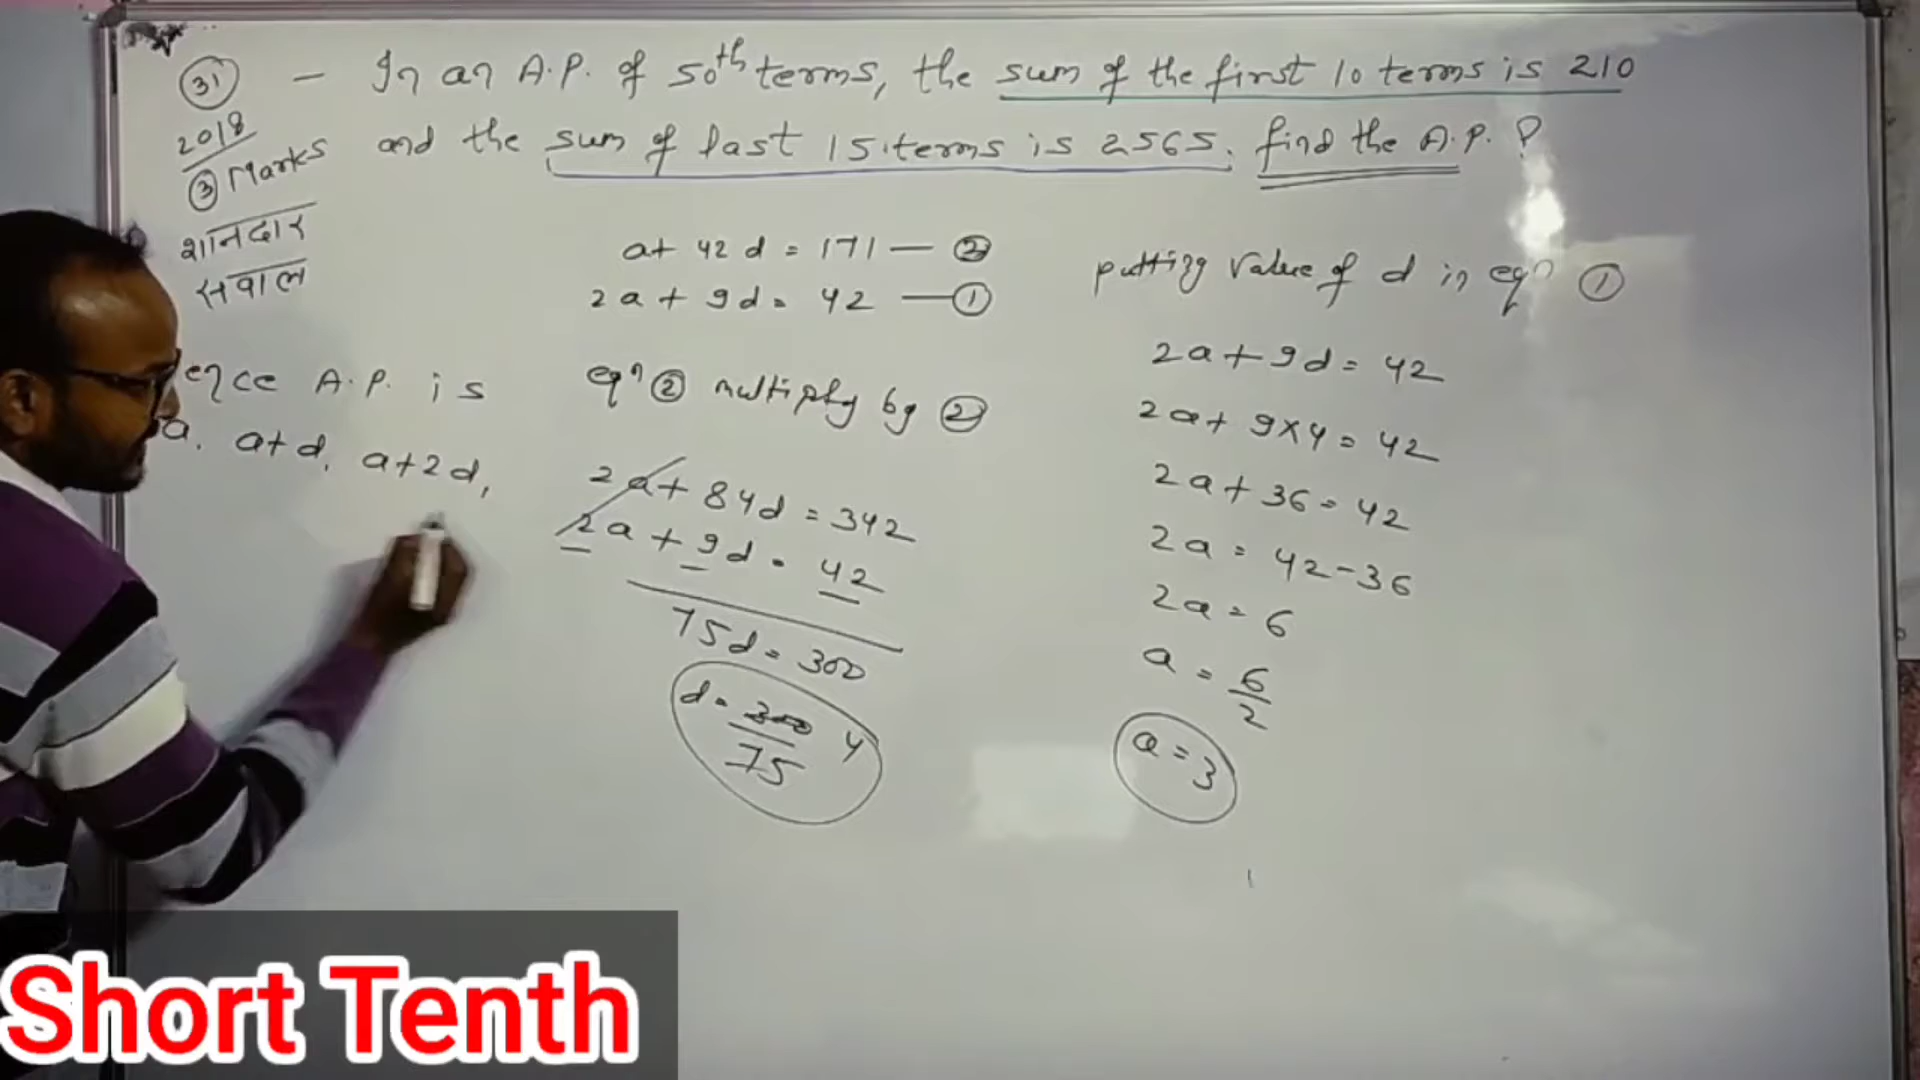 31 - In an A.P. of 50th terms, the sum of the first 10 terms is 210
2018
3 Marks
and the sum of last 15 terms is 2565. find the A.P.?
शानदार
सवाल
ence A.P. is
a. a+d, a+2d,
a+ 42d = 171 — 2
2a + 9d = 42 — 1
eqn 2 multiply by 2
2a + 84d = 342
2a + 9d = 42
75d = 300
d = 300/75 4
putting value of d in eqn 1
2a + 9d = 42
2a + 9×4 = 42
2a + 36 = 42
2a = 42-36
2a = 6
a = 6/2
a = 3
Short Tenth